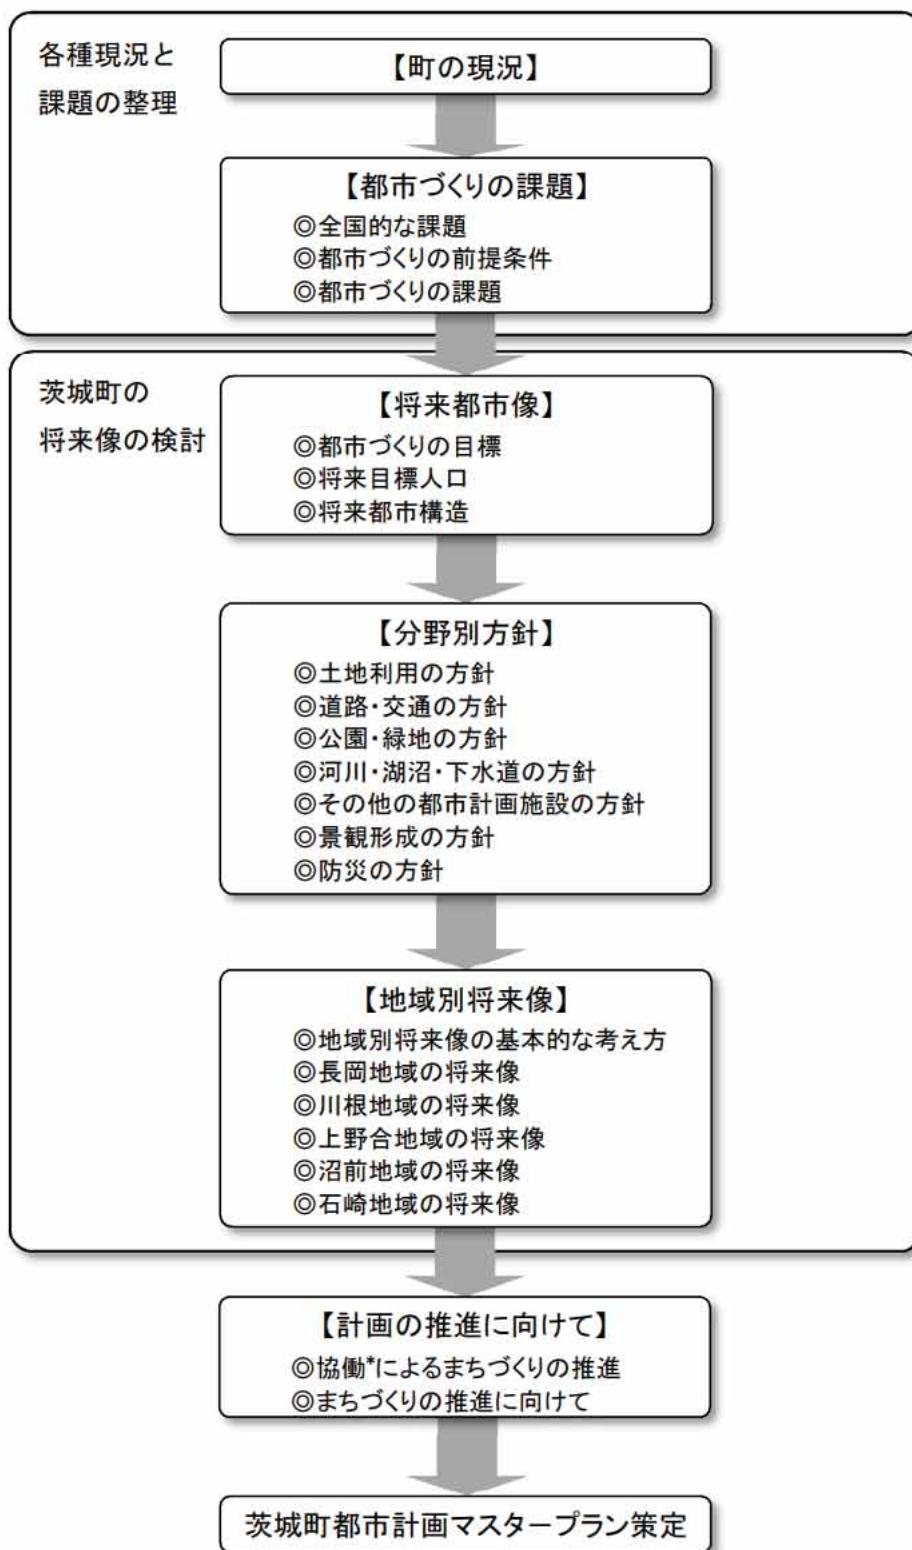 各種現況と
課題の整理
【町の現況】
【都市づくりの課題】
◎全国的な課題
◎都市づくりの前提条件
◎都市づくりの課題
茨城町の
将来像の検討
【将来都市像】
◎都市づくりの目標
◎将来目標人口
◎将来都市構造
【分野別方針】
◎土地利用の方針
◎道路・交通の方針
◎公園・緑地の方針
◎河川・湖沼・下水道の方針
◎その他の都市計画施設の方針
◎景観形成の方針
◎防災の方針
【地域別将来像】
◎地域別将来像の基本的な考え方
◎長岡地域の将来像
◎川根地域の将来像
◎上野合地域の将来像
◎沼前地域の将来像
◎石崎地域の将来像
【計画の推進に向けて】
◎協働*によるまちづくりの推進
◎まちづくりの推進に向けて
茨城町都市計画マスタープラン策定